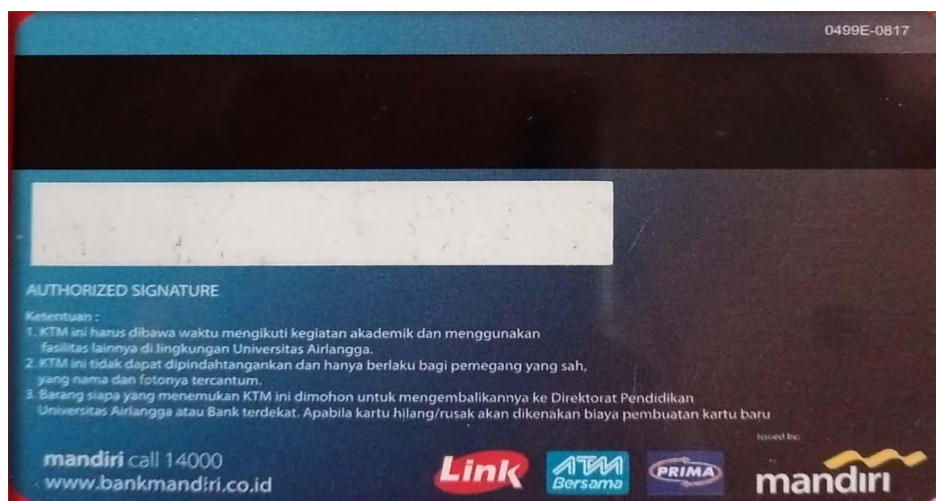 0499E-0817
AUTHORIZED SIGNATURE
Ketentuan :
1. KTM ini harus dibawa waktu mengikuti kegiatan akademik dan menggunakan
fasilitas lainnya di lingkungan Universitas Airlangga.
2. KTM ini tidak dapat dipindahtangankan dan hanya berlaku bagi pemegang yang sah,
yang nama dan fotonya tercantum.
3. Barang siapa yang menemukan KTM ini dimohon untuk mengembalikannya ke Direktorat Pendidikan
Universitas Airlangga atau Bank terdekat. Apabila kartu hilang/rusak akan dikenakan biaya pembuatan kartu baru
Issued by:
mandiri call 14000
www.bankmandiri.co.id
Link
ATM
Bersama
PRIMA
mandiri